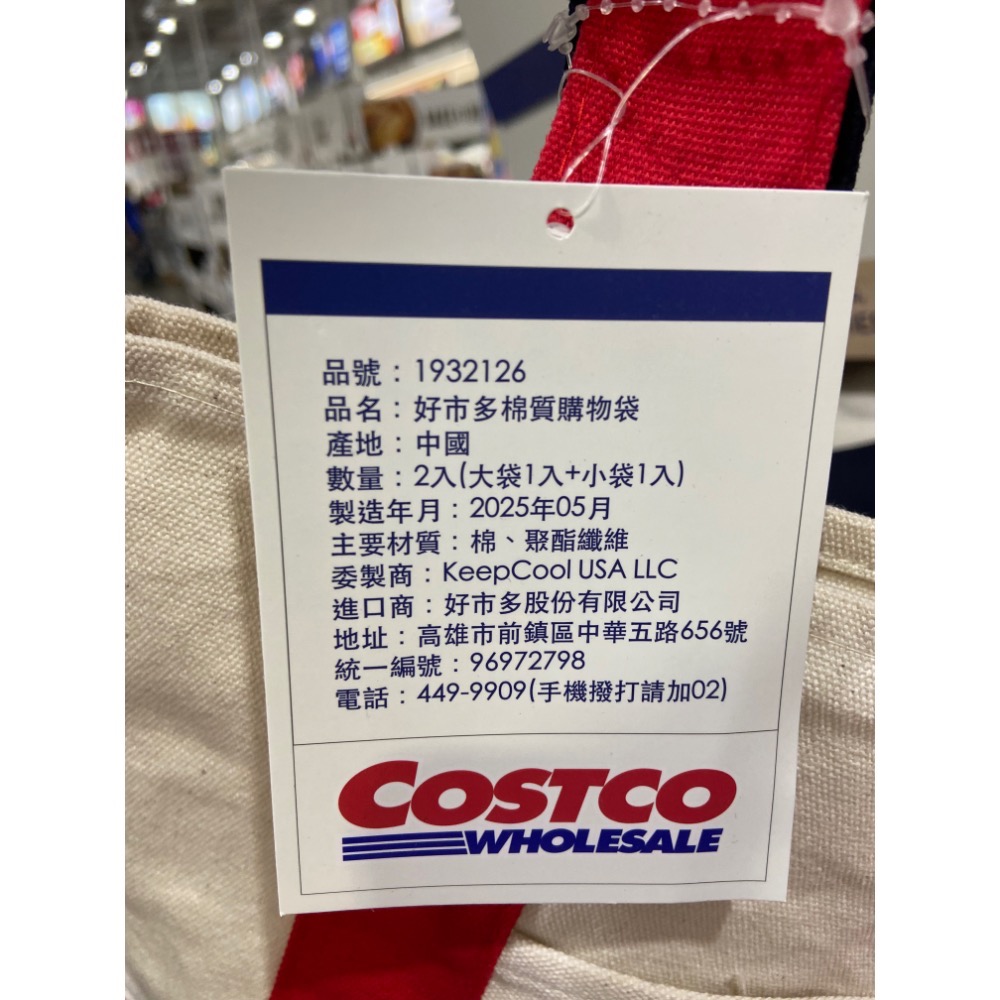 品號：1932126
品名：好市多棉質購物袋
產地：中國
數量：2入(大袋1入+小袋1入)
製造年月：2025年05月
主要材質：棉、聚酯纖維
委製商：KeepCool USA LLC
進口商：好市多股份有限公司
地址：高雄市前鎮區中華五路656號
統一編號：96972798
電話：449-9909(手機撥打請加02)
COSTCO
WHOLESALE